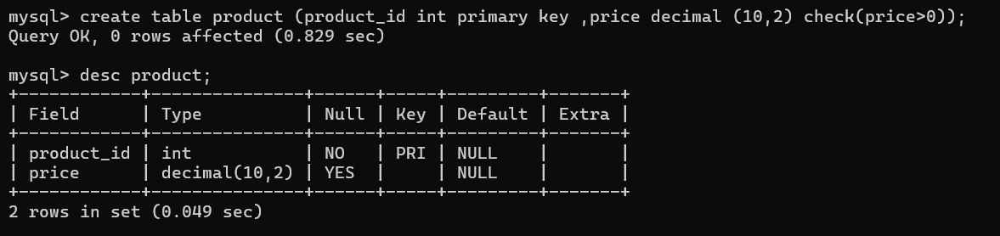 mysql> create table product (product_id int primary key ,price decimal (10,2) check(price>0));
Query OK, 0 rows affected (0.829 sec)

mysql> desc product;
+------------+---------------+------+-----+---------+-------+
| Field      | Type          | Null | Key | Default | Extra |
+------------+---------------+------+-----+---------+-------+
| product_id | int           | NO   | PRI | NULL    |       |
| price      | decimal(10,2) | YES  |     | NULL    |       |
+------------+---------------+------+-----+---------+-------+
2 rows in set (0.049 sec)